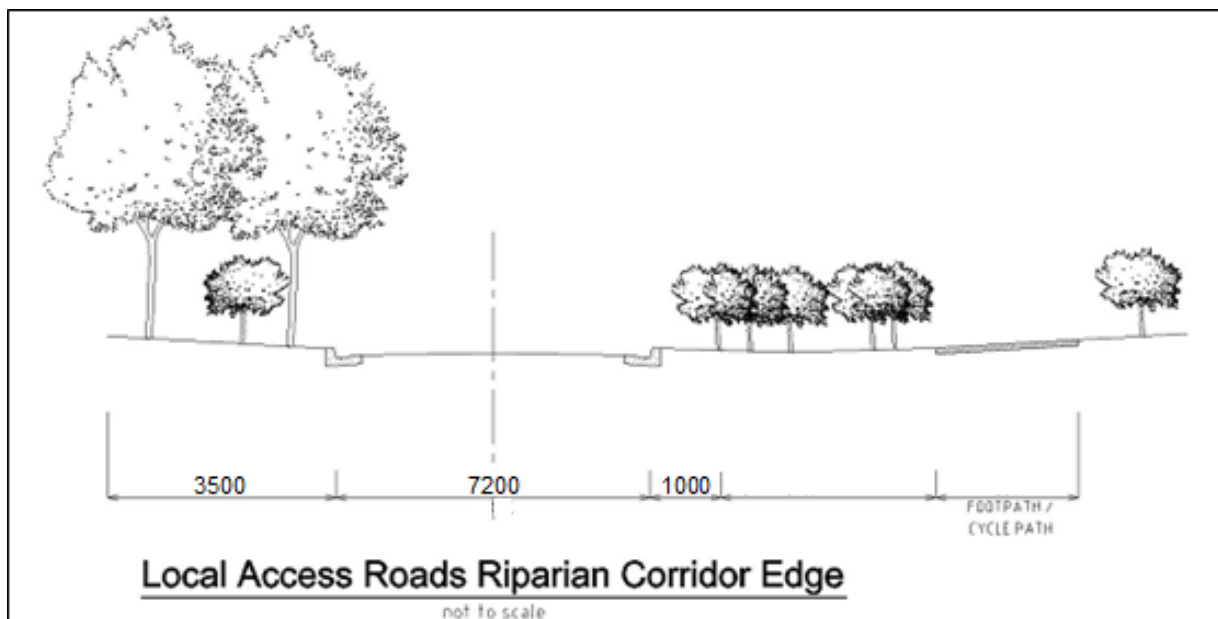 3500 7200 1000
FOOTPATH /
CYCLE PATH
Local Access Roads Riparian Corridor Edge
not to scale